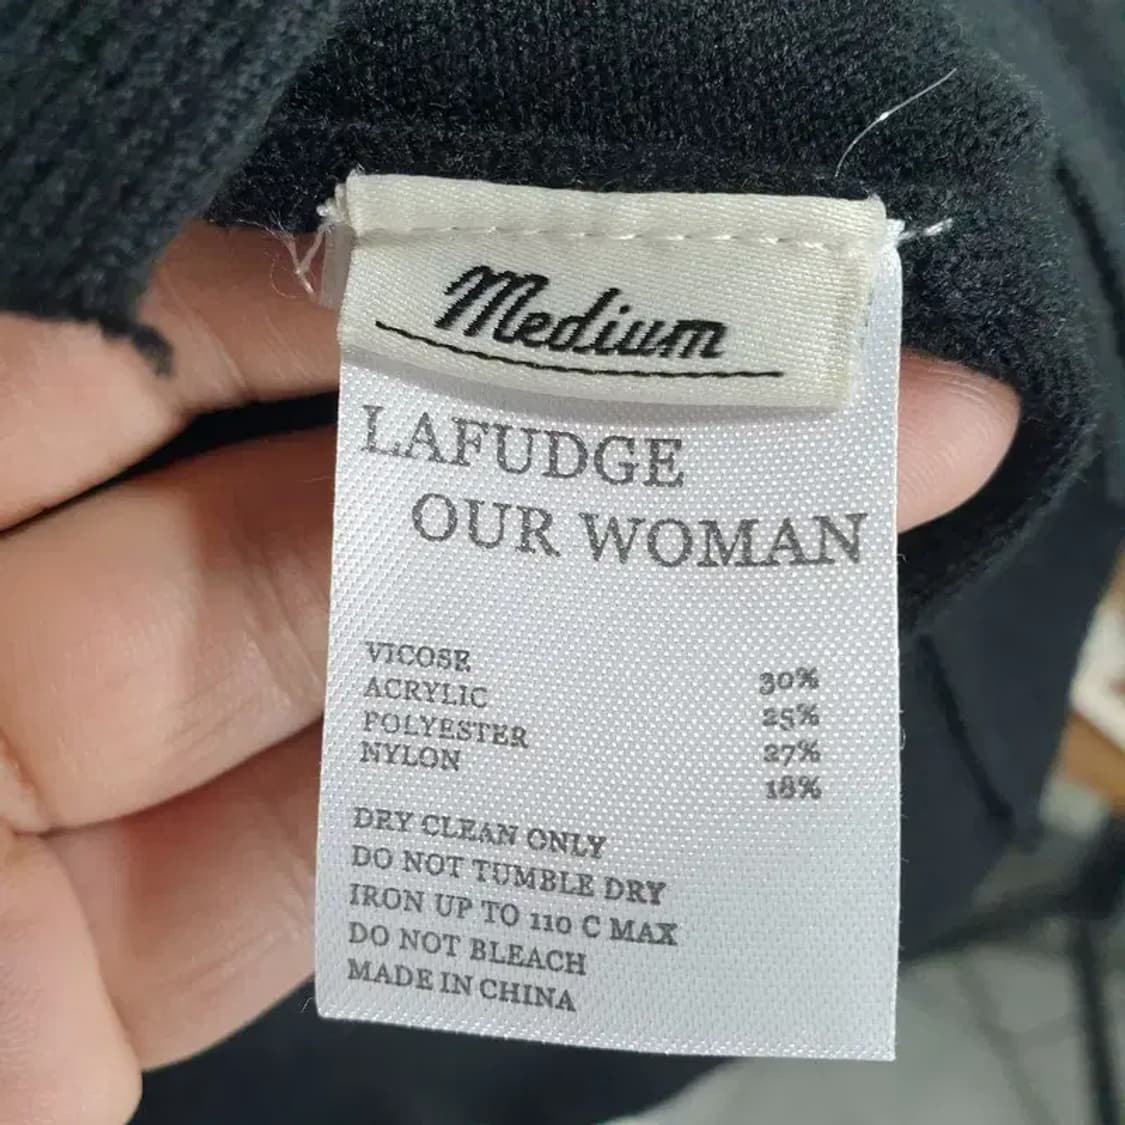 Medium
LAFUDGE
OUR WOMAN
VICOSE 30%
ACRYLIC 25%
POLYESTER 27%
NYLON 18%
DRY CLEAN ONLY
DO NOT TUMBLE DRY
IRON UP TO 110 C MAX
DO NOT BLEACH
MADE IN CHINA